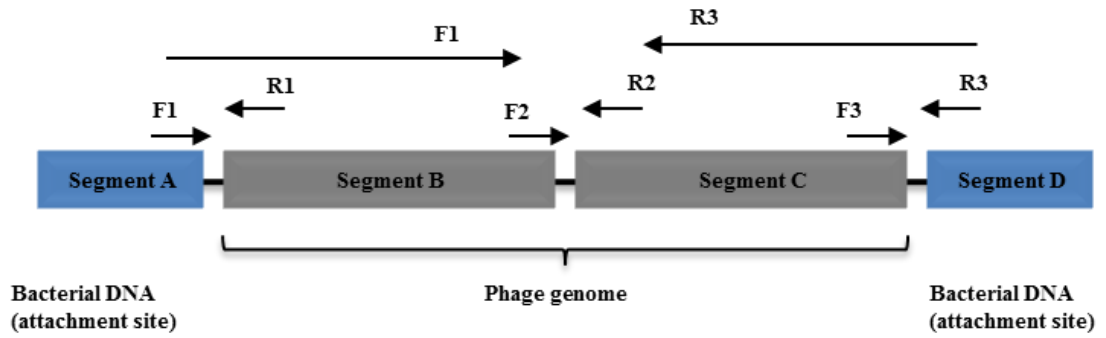 R3
F1
R1
R2
R3
F1
F2
F3
Segment A
Segment B
Segment C
Segment D
Bacterial DNA
(attachment site)
Phage genome
Bacterial DNA
(attachment site)